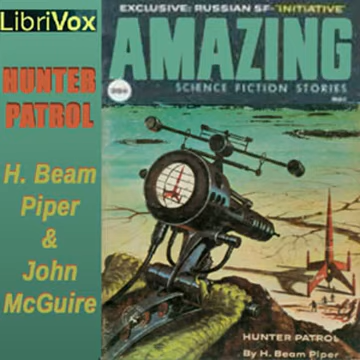 LibriVox
HUNTER
PATROL
H. Beam
Piper
&
John
McGuire
EXCLUSIVE: RUSSIAN SF-"INITIATIVE"
AMAZING
SCIENCE FICTION STORIES
HUNTER PATROL
By H. Beam Piper